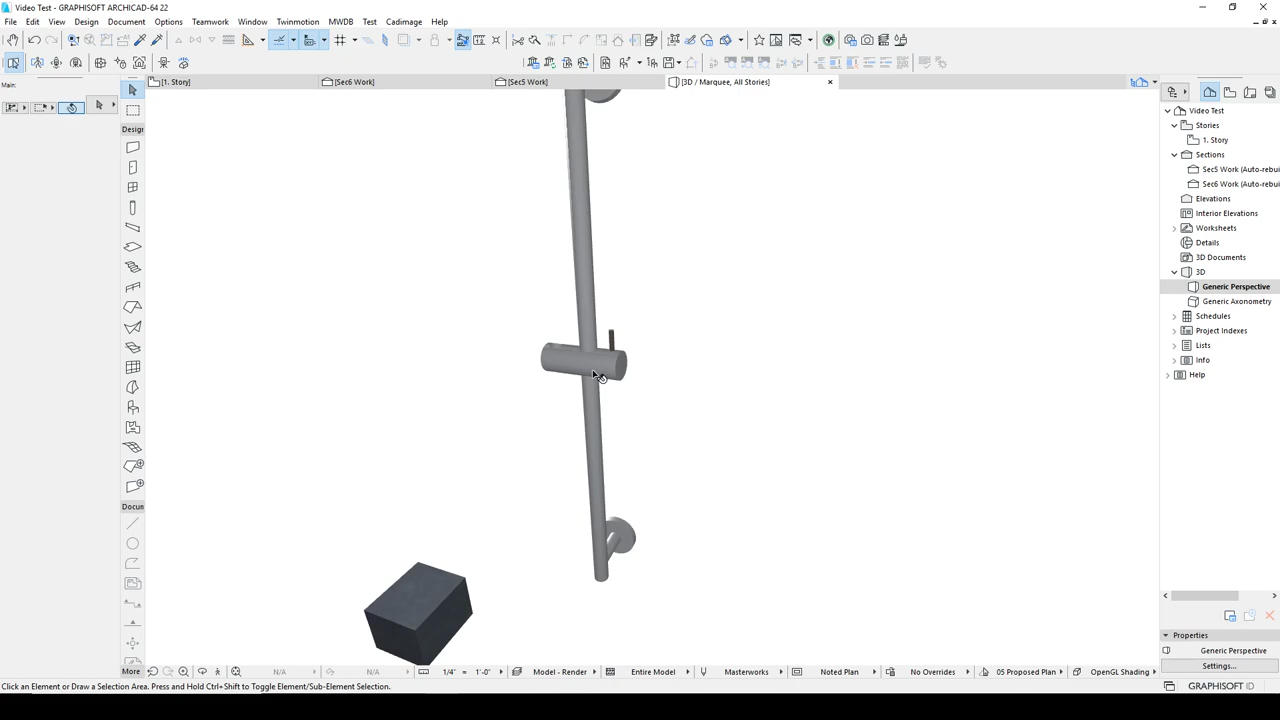 Video Test - GRAPHISOFT ARCHICAD-64 22
File Edit View Design Document Options Teamwork Window Twinmotion MWDB Test Cadimage Help
Main:
[1. Story]
[Sec6 Work]
[Sec5 Work]
[3D / Marquee, All Stories]
Desigr
Docun
More
Video Test
Stories
1. Story
Sections
Sec5 Work (Auto-rebui
Sec6 Work (Auto-rebui
Elevations
Interior Elevations
Worksheets
Details
3D Documents
3D
Generic Perspective
Generic Axonometry
Schedules
Project Indexes
Lists
Info
Help
Properties
Generic Perspective
Settings...
N/A N/A 1/4" = 1'-0" Model - Render Entire Model Masterworks Noted Plan No Overrides 05 Proposed Plan OpenGL Shading
Click an Element or Draw a Selection Area. Press and Hold Ctrl+Shift to Toggle Element/Sub-Element Selection.
GRAPHISOFT ID